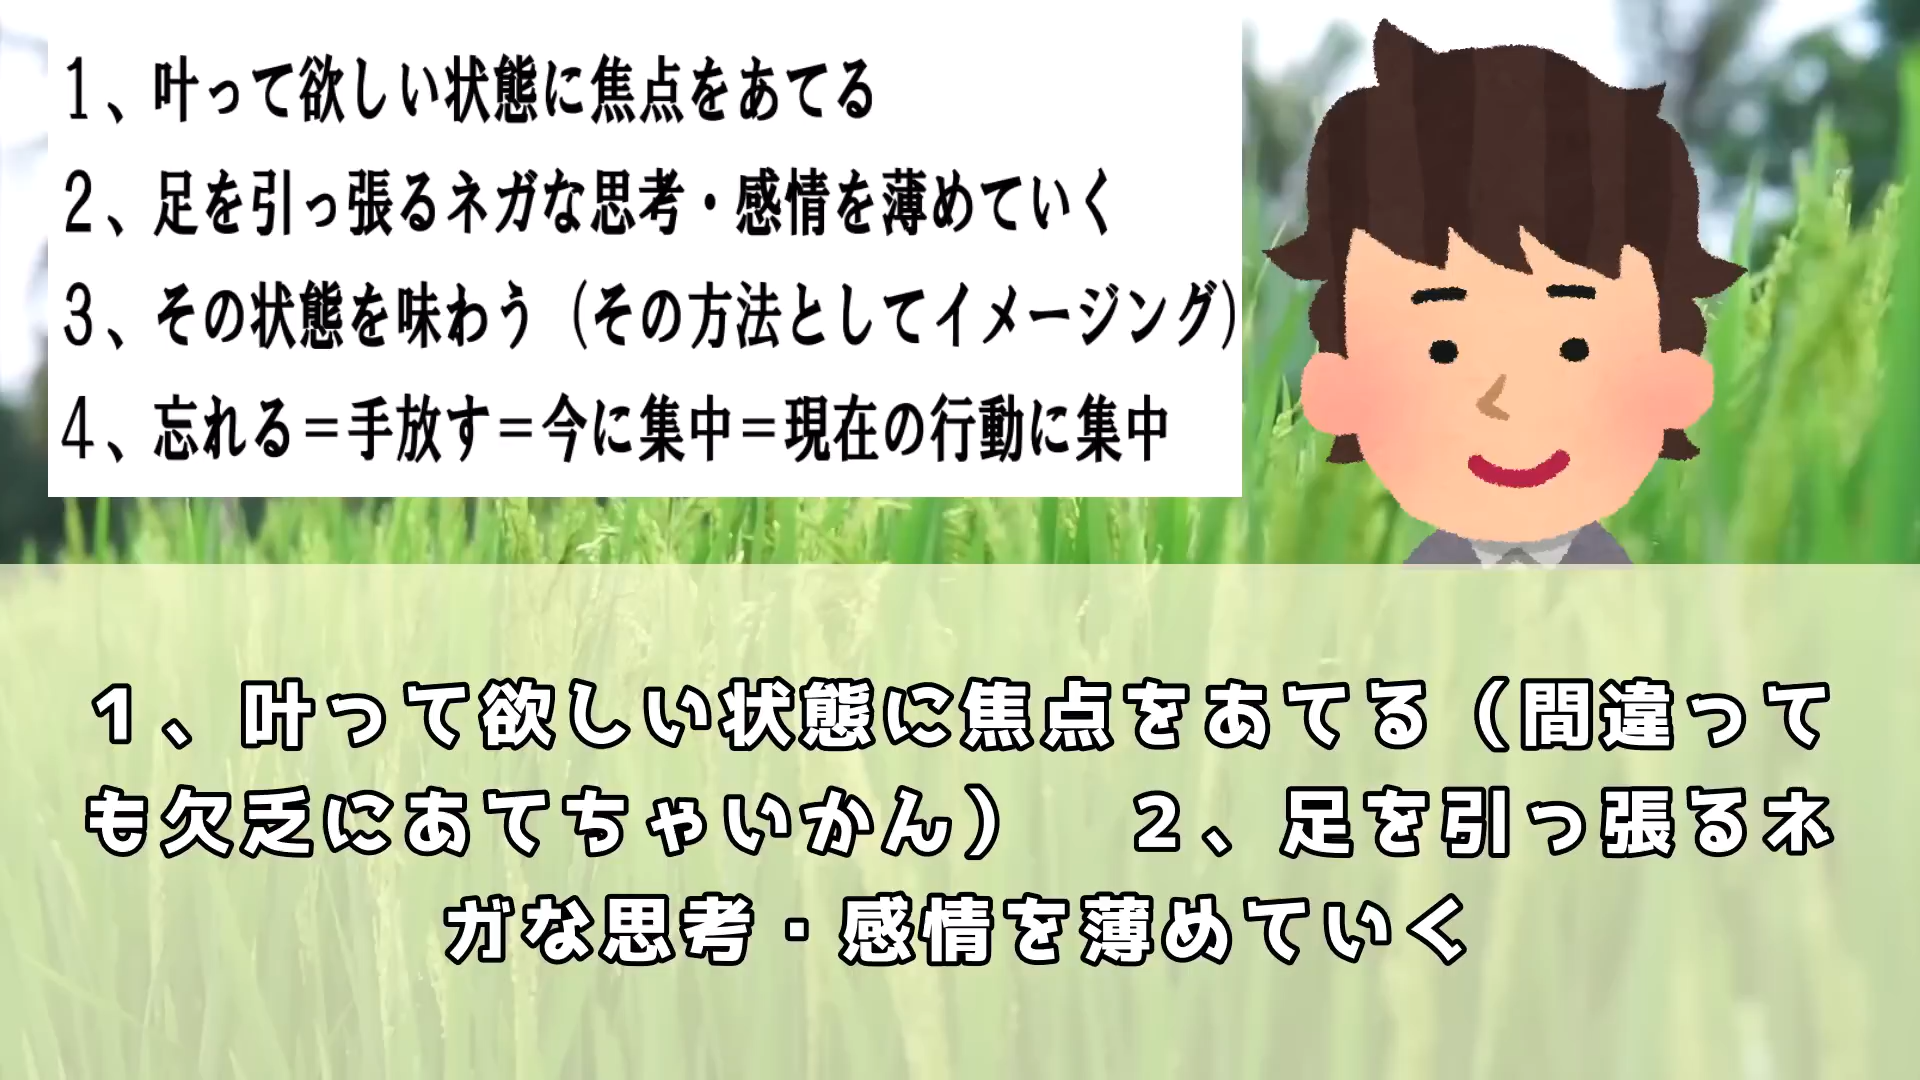 １、叶って欲しい状態に焦点をあてる
２、足を引っ張るネガな思考・感情を薄めていく
３、その状態を味わう（その方法としてイメージング）
４、忘れる＝手放す＝今に集中＝現在の行動に集中
１、叶って欲しい状態に焦点をあてる（間違って
も欠乏にあてちゃいかん）　２、足を引っ張るネ
ガな思考・感情を薄めていく